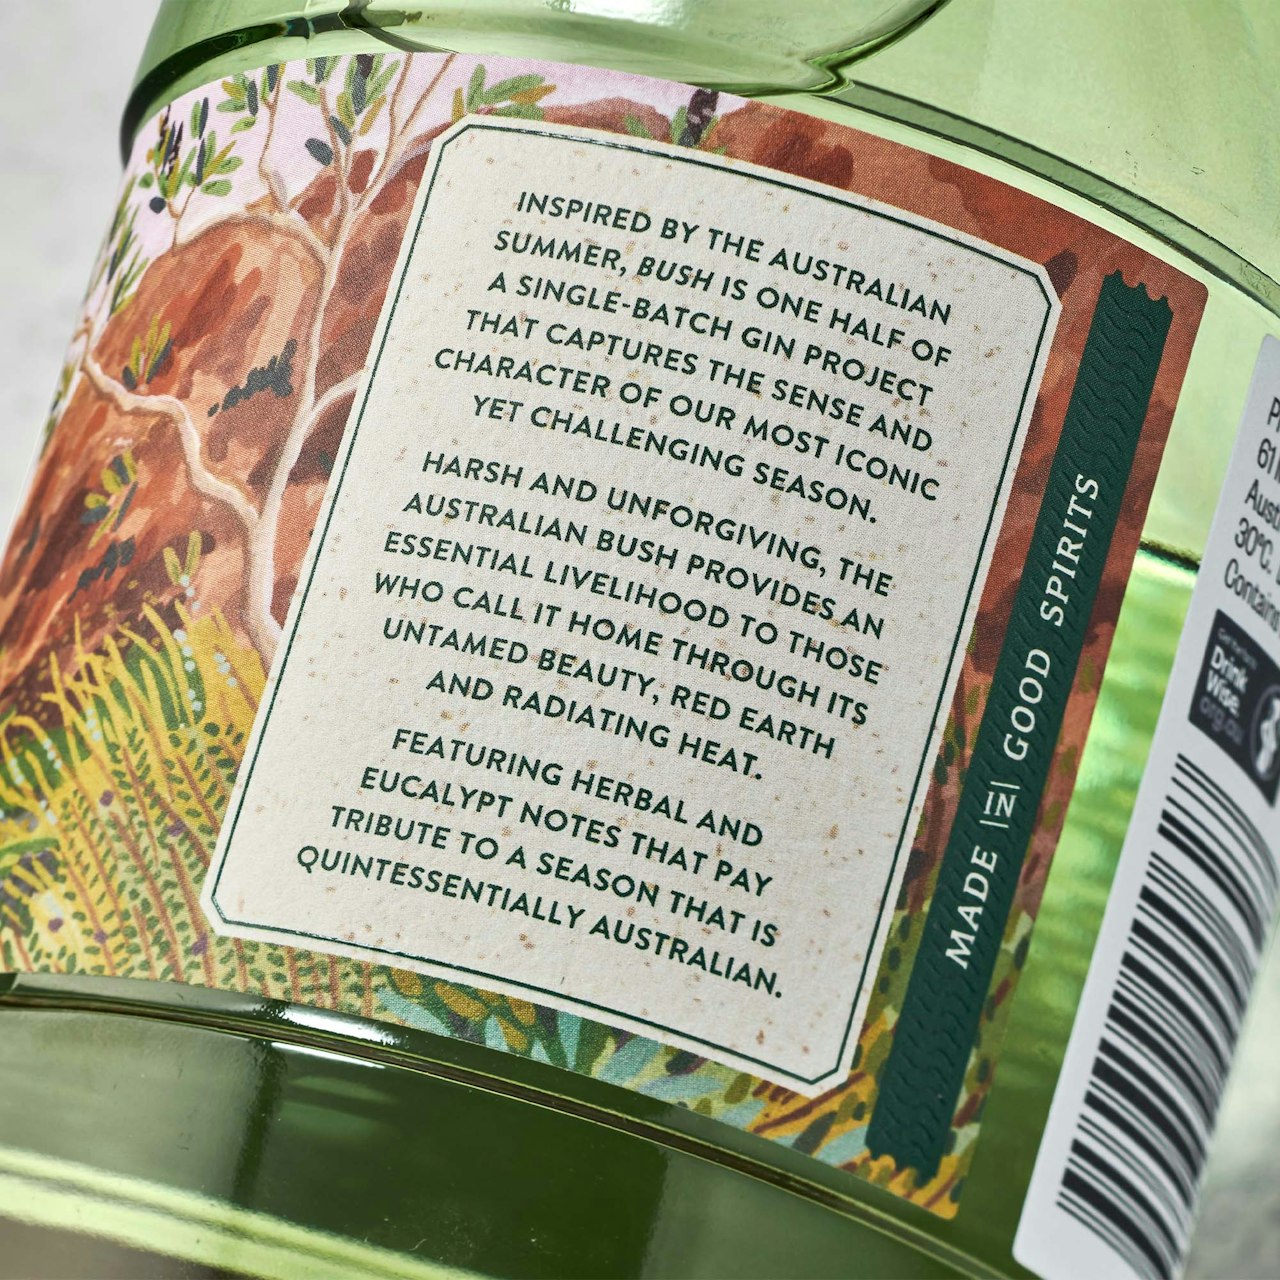 INSPIRED BY THE AUSTRALIAN
SUMMER, BUSH IS ONE HALF OF
A SINGLE-BATCH GIN PROJECT
THAT CAPTURES THE SENSE AND
CHARACTER OF OUR MOST ICONIC
YET CHALLENGING SEASON.
HARSH AND UNFORGIVING, THE
AUSTRALIAN BUSH PROVIDES AN
ESSENTIAL LIVELIHOOD TO THOSE
WHO CALL IT HOME THROUGH ITS
UNTAMED BEAUTY, RED EARTH
AND RADIATING HEAT.
FEATURING HERBAL AND
EUCALYPT NOTES THAT PAY
TRIBUTE TO A SEASON THAT IS
QUINTESSENTIALLY AUSTRALIAN.
MADE |IN| GOOD SPIRITS
30°C.
Drink
Wise
.org.au